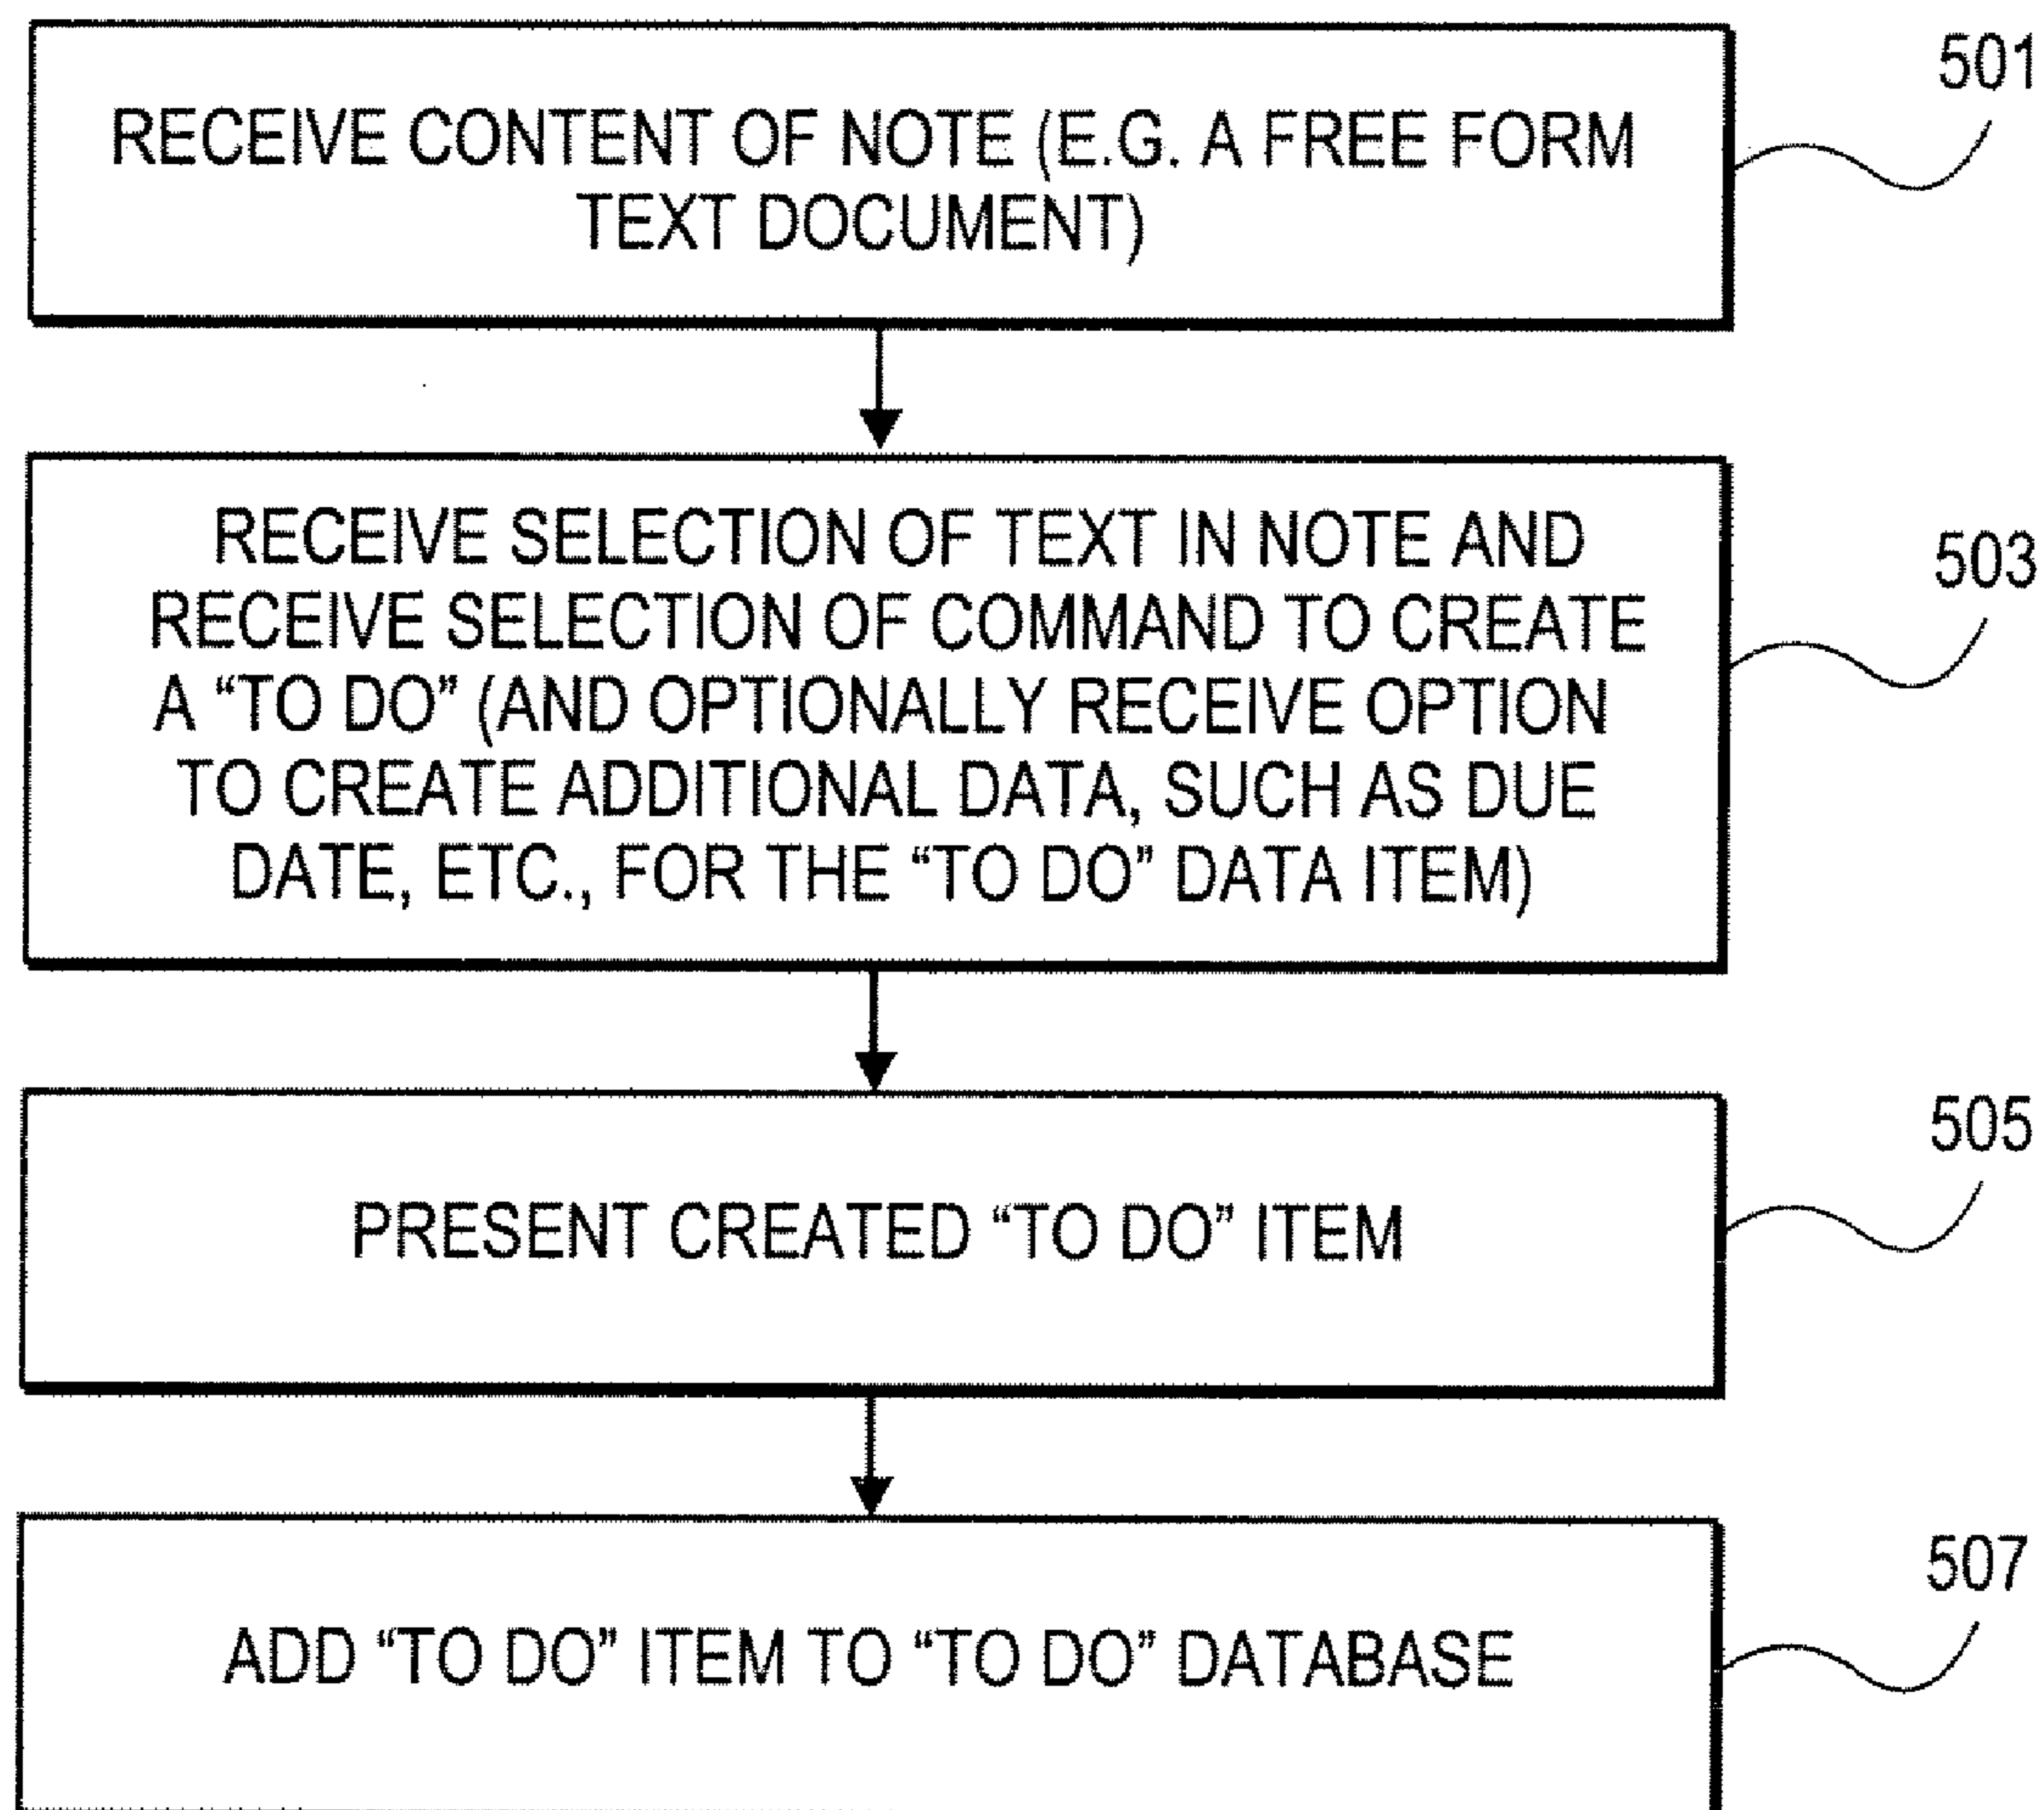 RECEIVE CONTENT OF NOTE (E.G. A FREE FORM
TEXT DOCUMENT)
501
RECEIVE SELECTION OF TEXT IN NOTE AND
RECEIVE SELECTION OF COMMAND TO CREATE
A “TO DO” (AND OPTIONALLY RECEIVE OPTION
TO CREATE ADDITIONAL DATA, SUCH AS DUE
DATE, ETC., FOR THE “TO DO” DATA ITEM)
503
PRESENT CREATED “TO DO” ITEM
505
ADD “TO DO” ITEM TO “TO DO” DATABASE
507